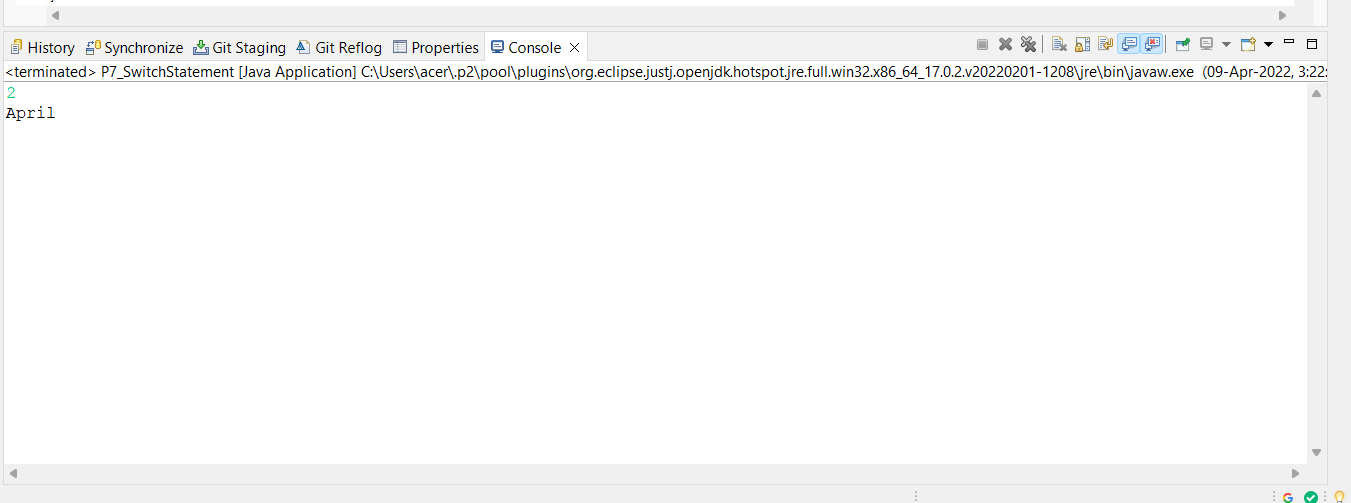 History Synchronize Git Staging Git Reflog Properties Console
<terminated> P7_SwitchStatement [Java Application] C:\Users\acer\.p2\pool\plugins\org.eclipse.justj.openjdk.hotspot.jre.full.win32.x86_64_17.0.2.v20220201-1208\jre\bin\javaw.exe (09-Apr-2022, 3:22:
2
April